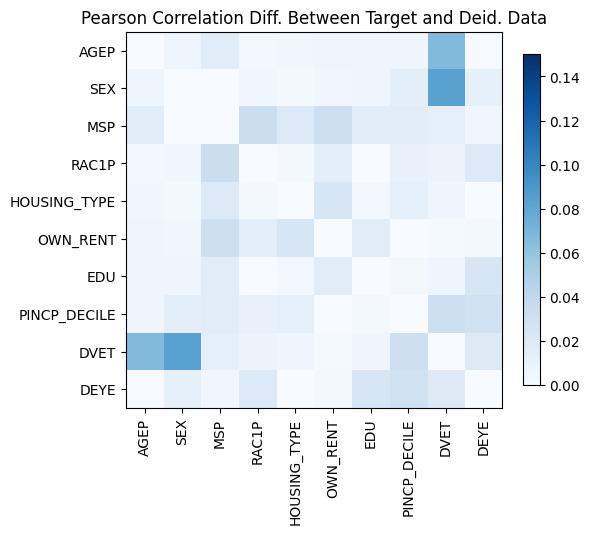 Pearson Correlation Diff. Between Target and Deid. Data
AGEP
SEX
MSP
RAC1P
HOUSING_TYPE
OWN_RENT
EDU
PINCP_DECILE
DVET
DEYE
AGEP
SEX
MSP
RAC1P
HOUSING_TYPE
OWN_RENT
EDU
PINCP_DECILE
DVET
DEYE
0.14
0.12
0.10
0.08
0.06
0.04
0.02
0.00